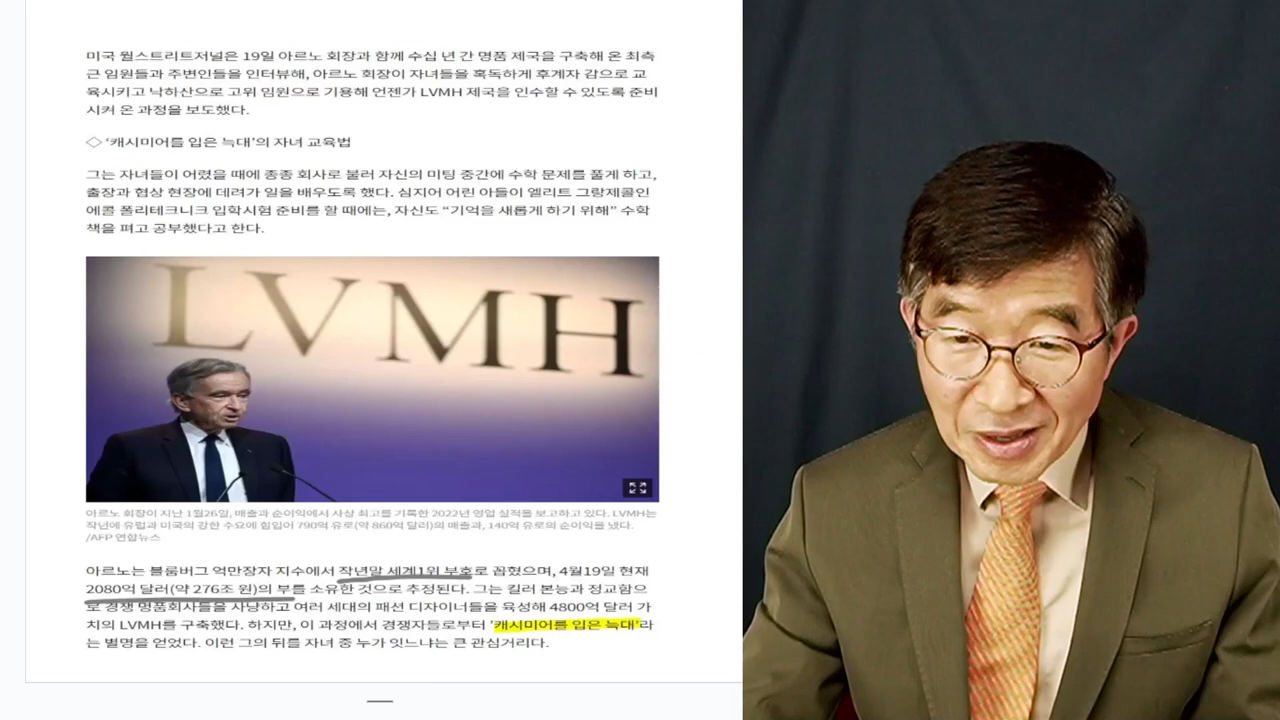 미국 월스트리트저널은 19일 아르노 회장과 함께 수십 년 간 명품 제국을 구축해 온 최측
근 임원들과 주변인들을 인터뷰해, 아르노 회장이 자녀들을 혹독하게 후계자 감으로 교
육시키고 낙하산으로 고위 임원으로 기용해 언젠가 LVMH 제국을 인수할 수 있도록 준비
시켜 온 과정을 보도했다.
◇ ‘캐시미어를 입은 늑대’의 자녀 교육법
그는 자녀들이 어렸을 때에 종종 회사로 불러 자신의 미팅 중간에 수학 문제를 풀게 하고,
출장과 협상 현장에 데려가 일을 배우도록 했다. 심지어 어린 아들이 엘리트 그랑제콜인
에콜 폴리테크니크 입학시험 준비를 할 때에는, 자신도 “기억을 새롭게 하기 위해” 수학
책을 펴고 공부했다고 한다.
LVMH
아르노 회장이 지난 1월26일, 매출과 순이익에서 사상 최고를 기록한 2022년 영업 실적을 보고하고 있다. LVMH는
작년에 유럽과 미국의 강한 수요에 힘입어 790억 유로(약 860억 달러)의 매출과, 140억 유로의 순이익을 냈다.
/AFP 연합뉴스
아르노는 블룸버그 억만장자 지수에서 작년말 세계1위 부호로 꼽혔으며, 4월19일 현재
2080억 달러(약 276조 원)의 부를 소유한 것으로 추정된다. 그는 킬러 본능과 정교함으
로 경쟁 명품회사들을 사냥하고 여러 세대의 패션 디자이너들을 육성해 4800억 달러 가
치의 LVMH를 구축했다. 하지만, 이 과정에서 경쟁자들로부터 '캐시미어를 입은 늑대'라
는 별명을 얻었다. 이런 그의 뒤를 자녀 중 누가 잇느냐는 큰 관심거리다.